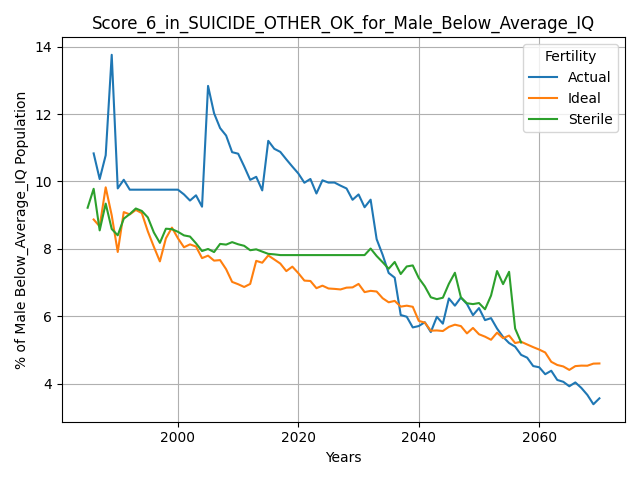 Score_6_in_SUICIDE_OTHER_OK_for_Male_Below_Average_IQ
% of Male Below_Average_IQ Population
14
12
10
8
6
4
Fertility
Actual
Ideal
Sterile
2000 2020 2040 2060
Years